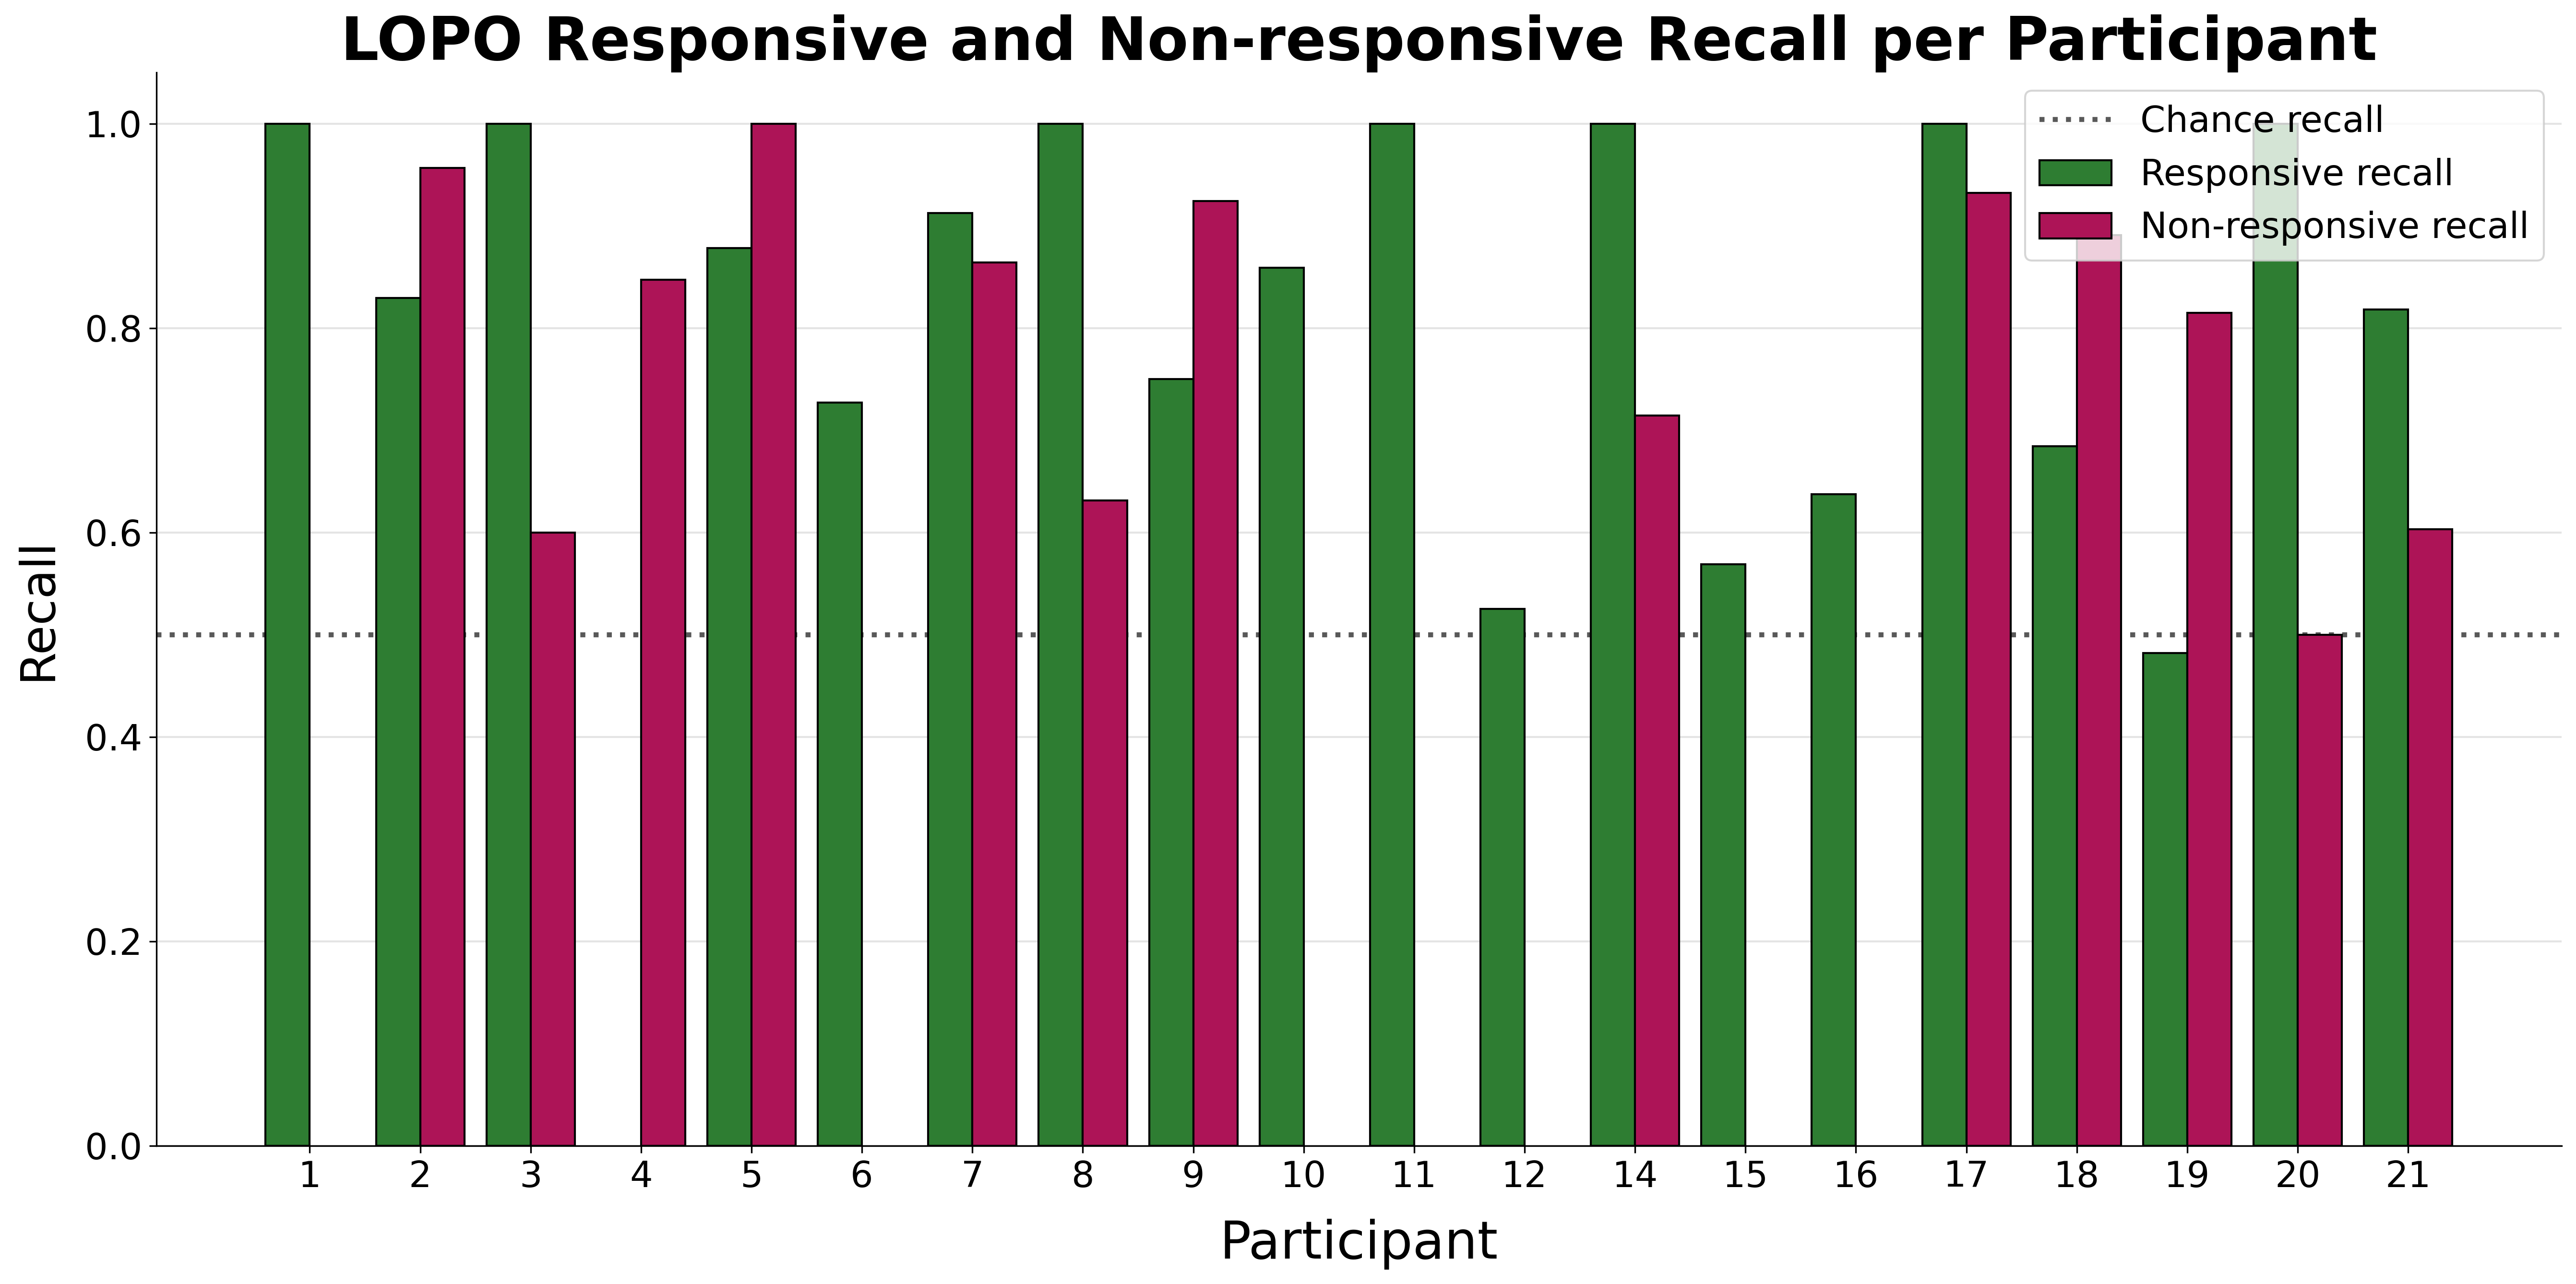 LOPO Responsive and Non-responsive Recall per Participant
Chance recall
Responsive recall
Non-responsive recall
1.0
0.8
0.6
0.4
0.2
0.0
Recall
1 2 3 4 5 6 7 8 9 10 11 12 14 15 16 17 18 19 20 21
Participant